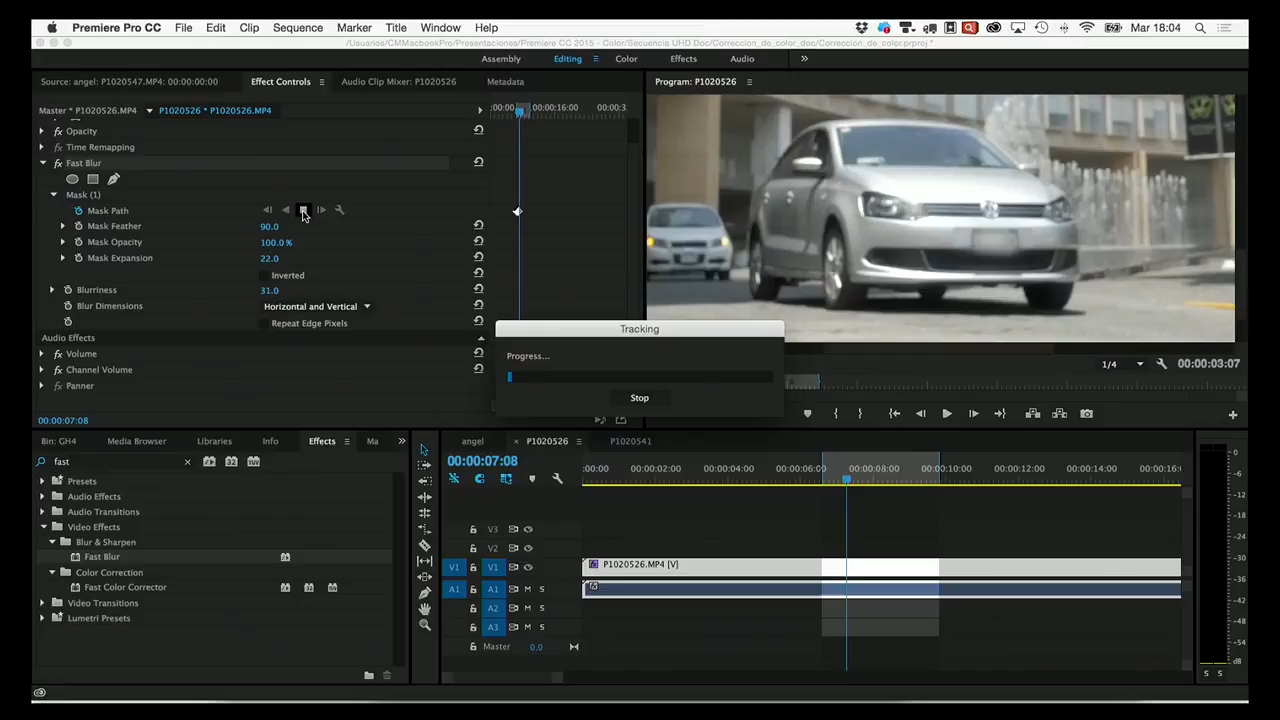 Premiere Pro CC File Edit Clip Sequence Marker Title Window Help Mar 18:04
/Usuarios/CMMacbookPro/Presentaciones/Premiere CC 2015 - Color/Secuencia UHD Doc/Correccion_de_color_doc/Correccion_de_color.prproj *
Assembly Editing Color Effects Audio
Source: angel: P1020547.MP4: 00:00:00:00 Effect Controls Audio Clip Mixer: P1020526 Metadata
Program: P1020526
Master * P1020526.MP4 P1020526 * P1020526.MP4
:00:00 00:00:16:00 00:00:3
fx Opacity
fx Time Remapping
fx Fast Blur
Mask (1)
Mask Path
Mask Feather 90.0
Mask Opacity 100.0 %
Mask Expansion 22.0
Inverted
Blurriness 31.0
Blur Dimensions Horizontal and Vertical
Repeat Edge Pixels
Audio Effects
fx Volume
fx Channel Volume
fx Panner
00:00:07:08
Tracking
Progress...
Stop
1/4 00:00:03:07
Bin: GH4 Media Browser Libraries Info Effects Ma
fast
Presets
Audio Effects
Audio Transitions
Video Effects
Blur & Sharpen
Fast Blur
Color Correction
Fast Color Corrector
Video Transitions
Lumetri Presets
angel × P1020526 P1020541
00:00:07:08
:00:00 00:00:02:00 00:00:04:00 00:00:06:00 00:00:08:00 00:00:10:00 00:00:12:00 00:00:14:00 00:00:16:
V3
V2
V1 V1 P1020526.MP4 [V]
A1 A1 M S fx
A2 M S
A3 M S
Master 0.0
0
-6
-12
-18
-24
-30
-36
-42
-48
-54
dB
S S